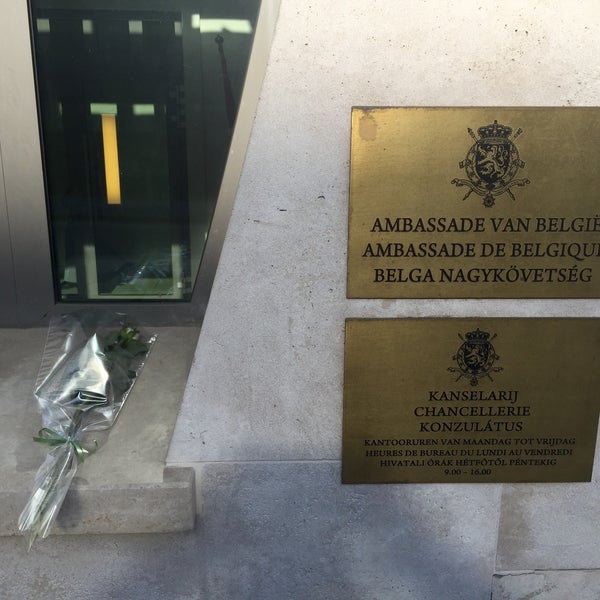 AMBASSADE VAN BELGIË
AMBASSADE DE BELGIQUE
BELGA NAGYKÖVETSÉG
KANSELARIJ
CHANCELLERIE
KONZULÁTUS
KANTOORUREN VAN MAANDAG TOT VRIJDAG
HEURES DE BUREAU DU LUNDI AU VENDREDI
HIVATALI ÓRÁK HÉTFŐTŐL PÉNTEKIG
9.00 - 16.00